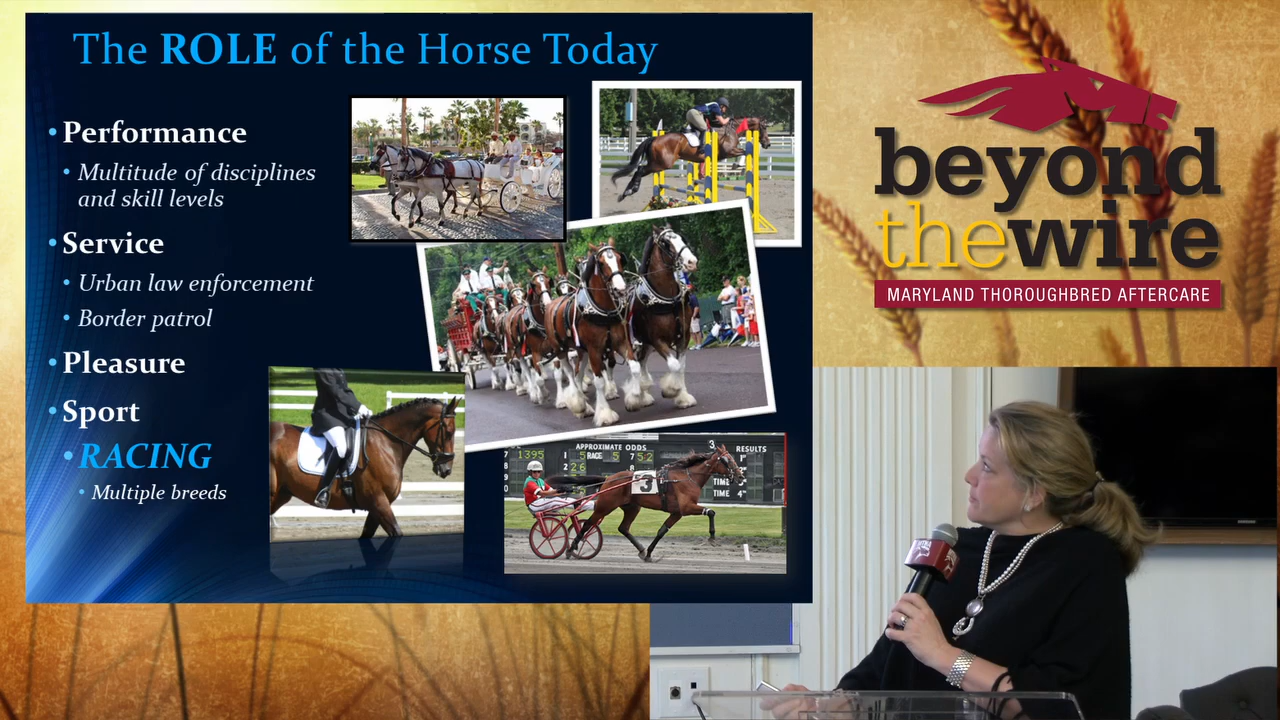 The ROLE of the Horse Today
Performance
Multitude of disciplines
and skill levels
Service
Urban law enforcement
Border patrol
Pleasure
Sport
RACING
Multiple breeds
APPROXIMATE ODDS
1395
RACE
3
RESULTS
TIME
TIME
3
beyond
thewire
MARYLAND THOROUGHBRED AFTERCARE